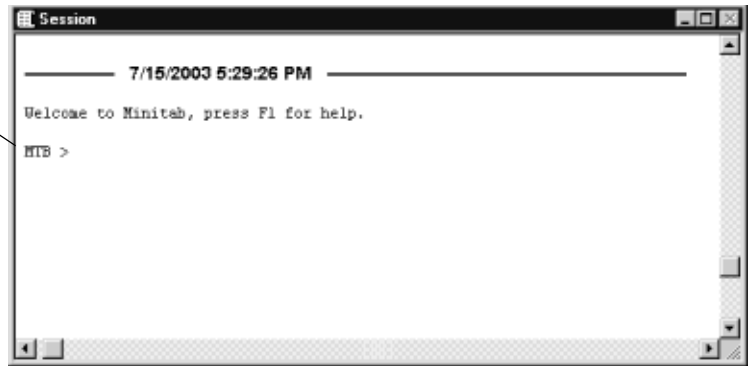 Session
7/15/2003 5:29:26 PM
Welcome to Minitab, press F1 for help.
MTB >